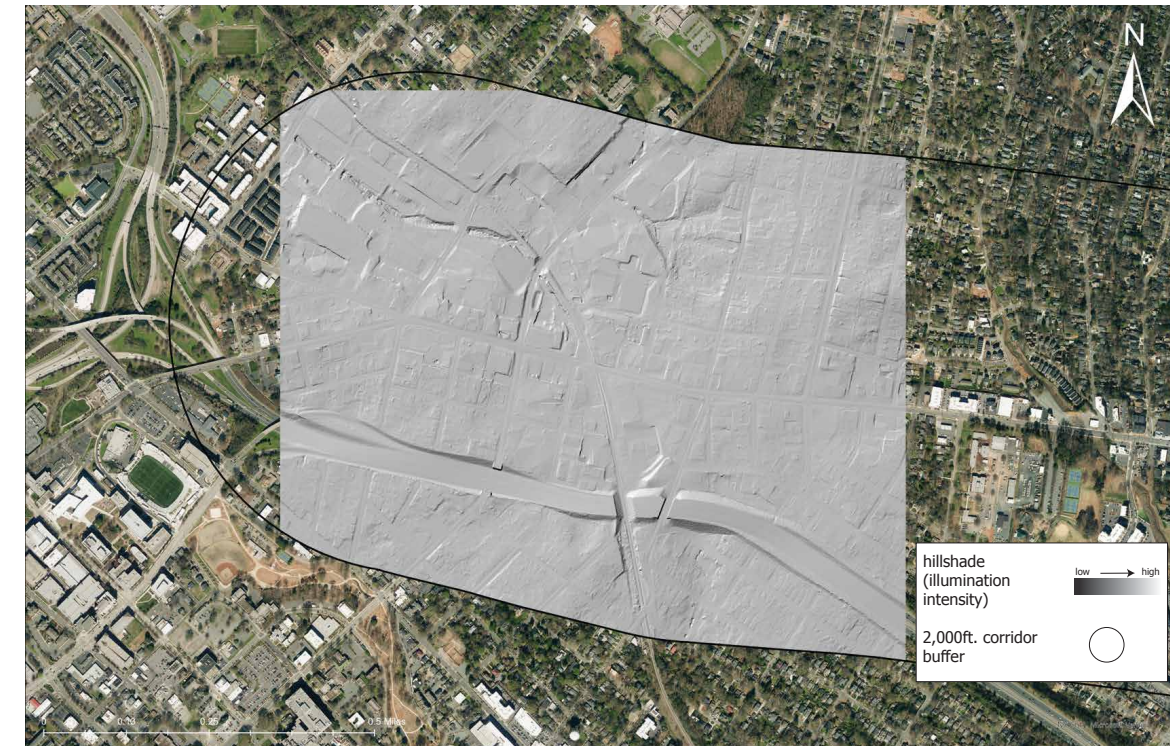 N
hillshade
(illumination
intensity)
low high
2,000ft. corridor
buffer
0 0.13 0.25 0.5 Miles